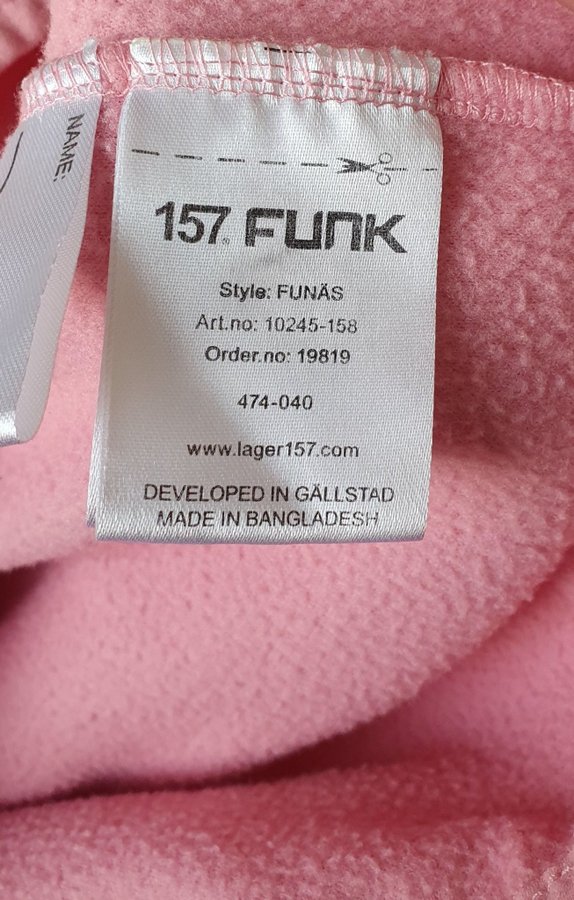 NAME:
157 FUNK
Style: FUNÄS
Art.no: 10245-158
Order.no: 19819
474-040
www.lager157.com
DEVELOPED IN GÄLLSTAD
MADE IN BANGLADESH